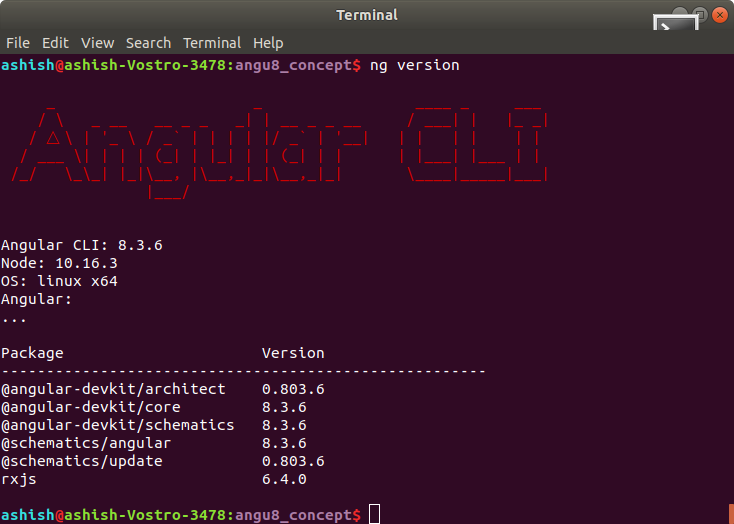 Terminal
File Edit View Search Terminal Help
ashish@ashish-Vostro-3478:angu8_concept$ ng version
Angular CLI
Angular CLI: 8.3.6
Node: 10.16.3
OS: linux x64
Angular:
...
Package Version
------------------------------------------------------
@angular-devkit/architect 0.803.6
@angular-devkit/core 8.3.6
@angular-devkit/schematics 8.3.6
@schematics/angular 8.3.6
@schematics/update 0.803.6
rxjs 6.4.0
ashish@ashish-Vostro-3478:angu8_concept$